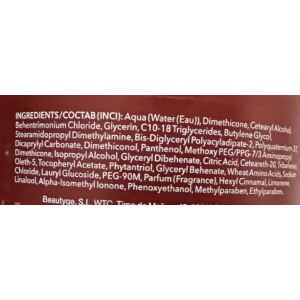 INGREDIENTS/СОСТАВ (INCI): Aqua (Water (Eau)), Dimethicone, Cetearyl Alcohol,
Behentrimonium Chloride, Glycerin, C10-18 Triglycerides, Butylene Glycol,
Stearamidopropyl Dimethylamine, Bis-Diglyceryl Polyacyladipate-2, Polyquaternium 37,
Dicaprylyl Carbonate, Dimethiconol, Panthenol, Methoxy PEG/PPG-7/3 Aminopropyl
Dimethicone, Isopropyl Alcohol, Glyceryl Dibehenate, Citric Acid, Ceteareth-20, Tribehenin,
Oleth-5, Tocopheryl Acetate, Phytantriol, Glyceryl Behenate, Wheat Amino Acids, Sodium
Chloride, Lauryl Glucoside, PEG-90M, Parfum (Fragrance), Hexyl Cinnamal, Limonene,
Linalool, Alpha-Isomethyl Ionone, Phenoxyethanol, Methylparaben, Ethylparaben.
Beautyge, S.L. WTC